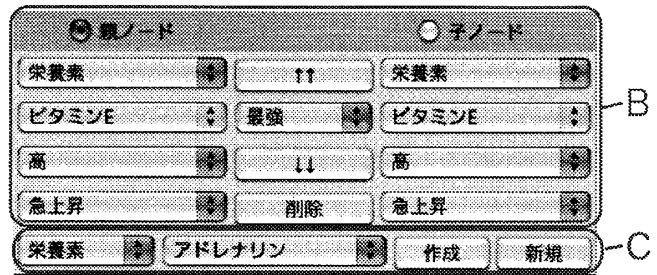 親ノード 子ノード
栄養素 ↑↑ 栄養素
ビタミンE 最強 ビタミンE B
高 ↓↓ 高
急上昇 削除 急上昇
栄養素 アドレナリン 作成 新規 C